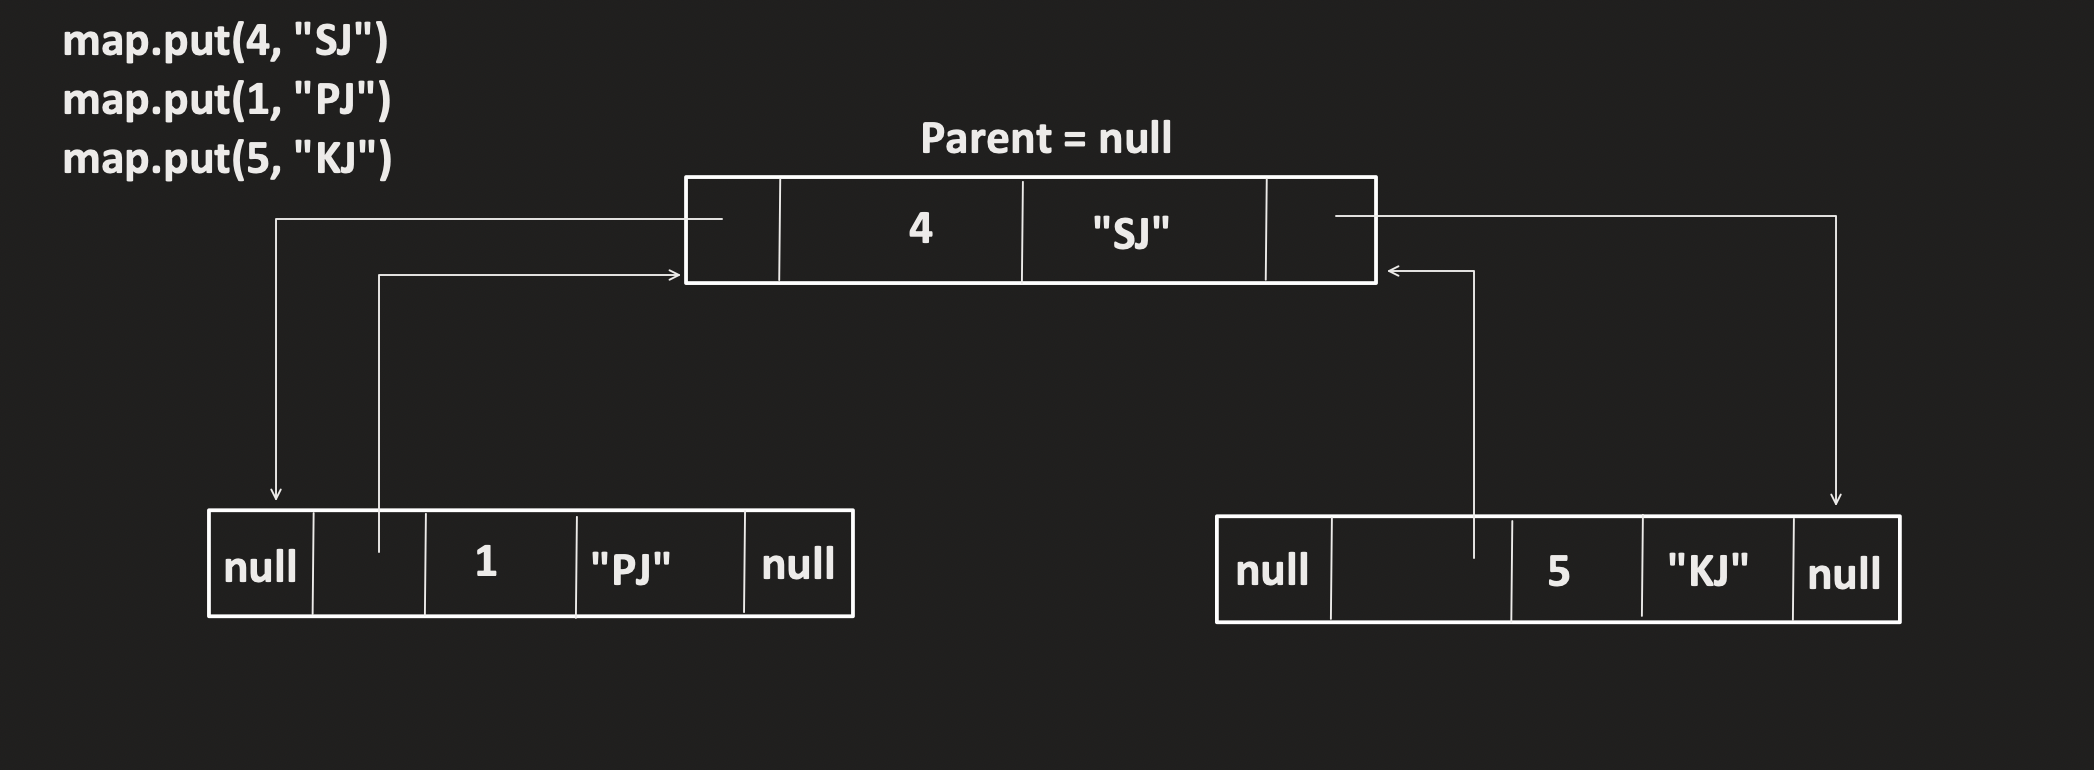 map.put(4, "SJ")
map.put(1, "PJ")
map.put(5, "KJ")
Parent = null
4 "SJ"
null 1 "PJ" null
null 5 "KJ" null